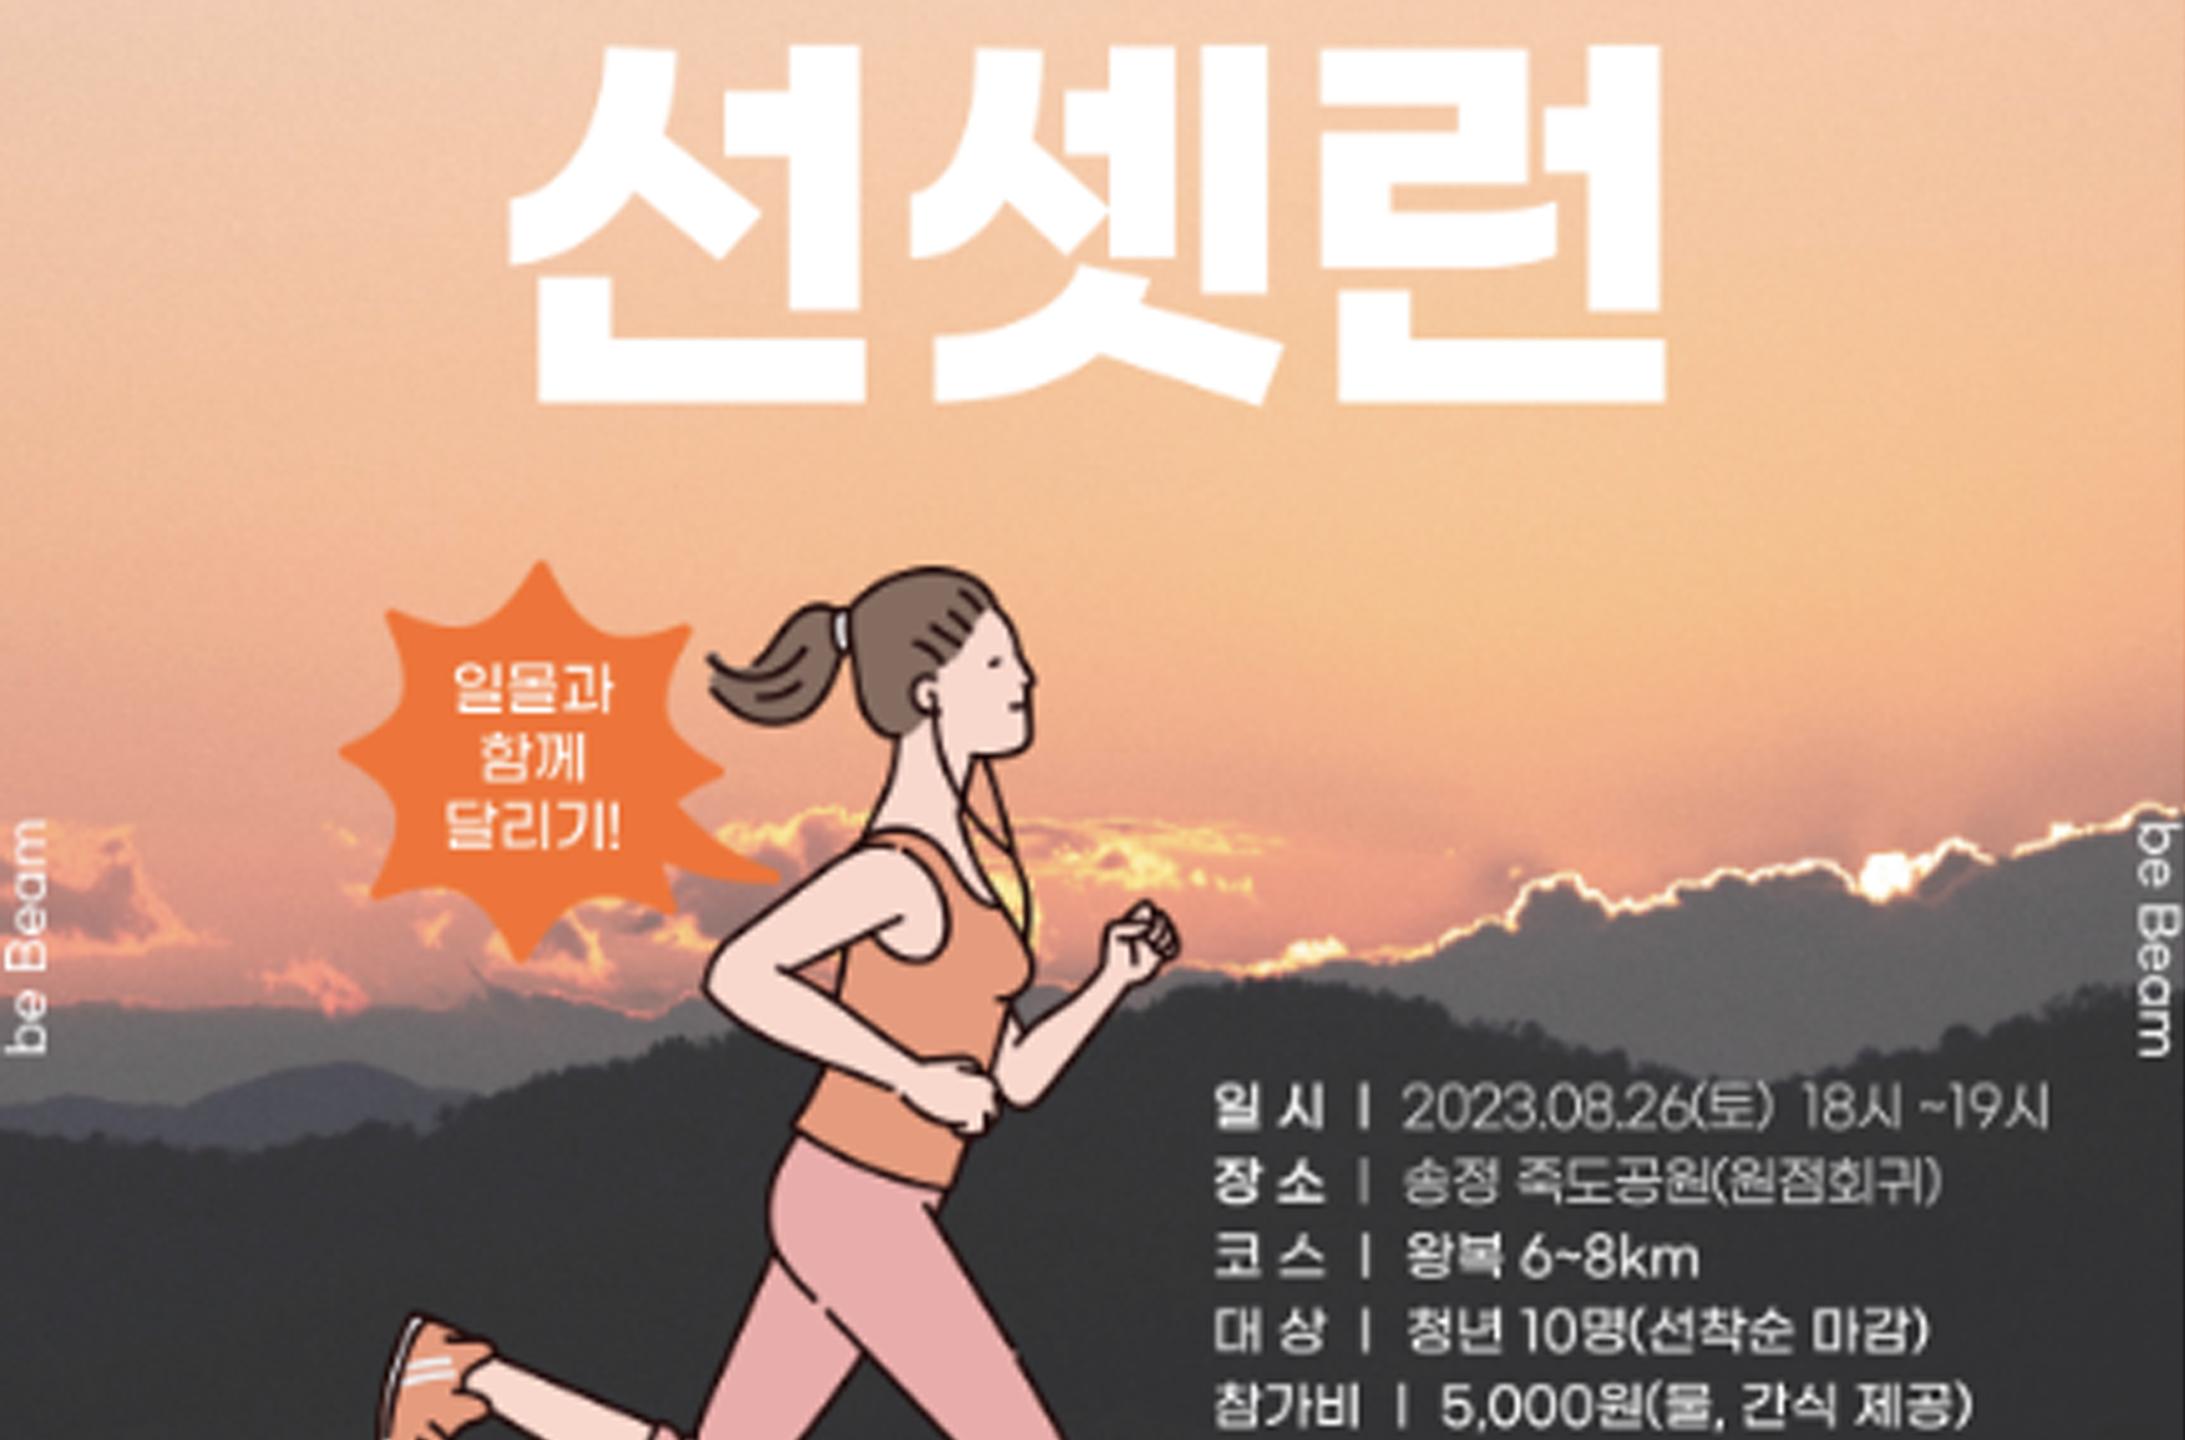 선셋런
일몰과
함께
달리기!
be Beam
be Beam
일 시 | 2023.08.26(토) 18시 ~19시
장 소 | 송정 죽도공원(원점회귀)
코 스 | 왕복 6~8km
대 상 | 청년 10명(선착순 마감)
참가비 | 5,000원(물, 간식 제공)